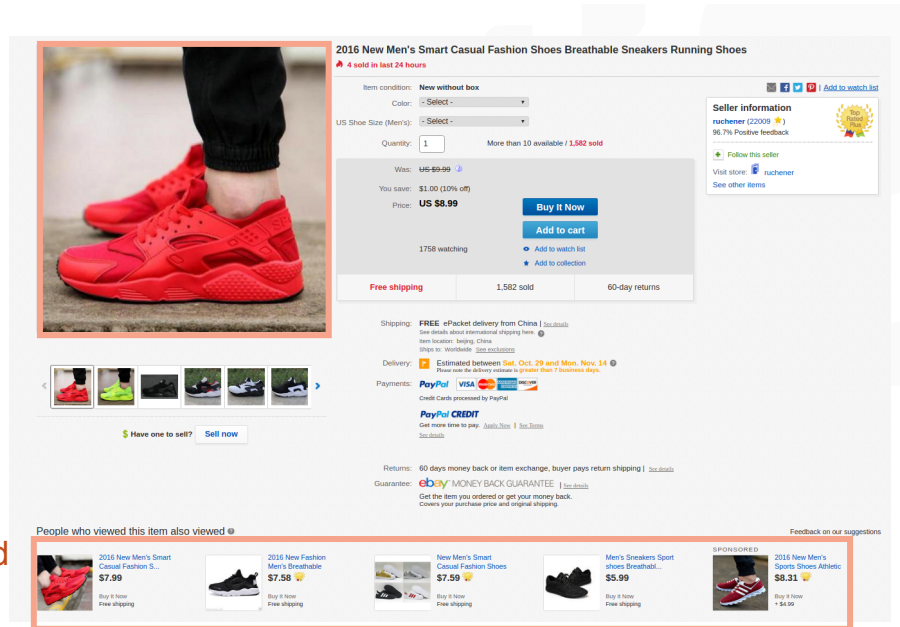 2016 New Men's Smart Casual Fashion Shoes Breathable Sneakers Running Shoes
4 sold in last 24 hours
Item condition: New without box
Color: - Select -
US Shoe Size (Men's): - Select -
Quantity: 1 More than 10 available / 1,582 sold
Was: US $9.99
You save: $1.00 (10% off)
Price: US $8.99
Buy It Now
Add to cart
1758 watching
Add to watch list
Add to collection
Free shipping 1,582 sold 60-day returns
| Add to watch list
Seller information
ruchener (22009 )
96.7% Positive feedback
Top
Rated
Plus
Follow this seller
Visit store: ruchener
See other items
Shipping: FREE ePacket delivery from China | See details
See details about international shipping here.
Item location: beijing, China
Ships to: Worldwide See exclusions
Delivery: Estimated between Sat. Oct. 29 and Mon. Nov. 14
Please note the delivery estimate is greater than 7 business days.
Payments: PayPal VISA DISCOVER
Credit Cards processed by PayPal
PayPal CREDIT
Get more time to pay. Apply Now | See Terms
See details
Returns: 60 days money back or item exchange, buyer pays return shipping | See details
Guarantee: ebay MONEY BACK GUARANTEE | See details
Get the item you ordered or get your money back.
Covers your purchase price and original shipping.
$ Have one to sell? Sell now
People who viewed this item also viewed
Feedback on our suggestions
d
2016 New Men's Smart
Casual Fashion S...
$7.99
Buy It Now
Free shipping
2016 New Fashion
Men's Breathable
$7.58
Buy It Now
Free shipping
New Men's Smart
Casual Fashion Shoes
$7.59
Buy It Now
Free shipping
Men's Sneakers Sport
shoes Breathabl...
$5.99
Buy It Now
Free shipping
SPONSORED
2016 New Men's
Sports Shoes Athletic
$8.31
Buy It Now
+ $4.99